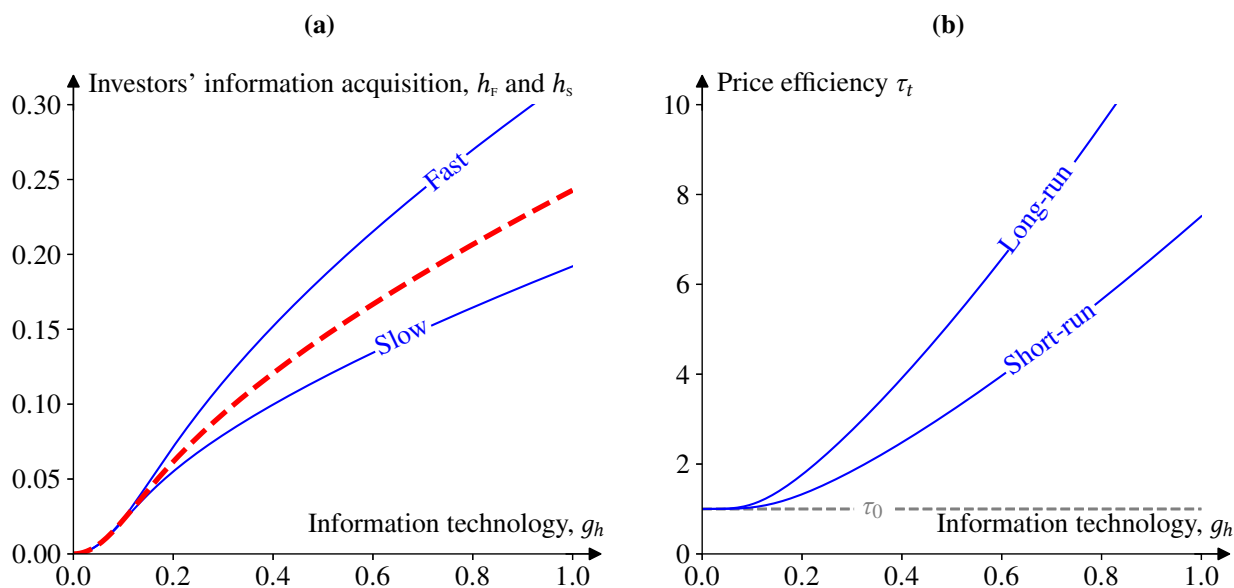 (a)
Investors' information acquisition, h_F and h_S
0.30
0.25
0.20
0.15
0.10
0.05
0.00
Fast
Slow
Information technology, g_h
0.0 0.2 0.4 0.6 0.8 1.0
(b)
Price efficiency τ_t
10
8
6
4
2
0
Long-run
Short-run
τ_0
Information technology, g_h
0.0 0.2 0.4 0.6 0.8 1.0